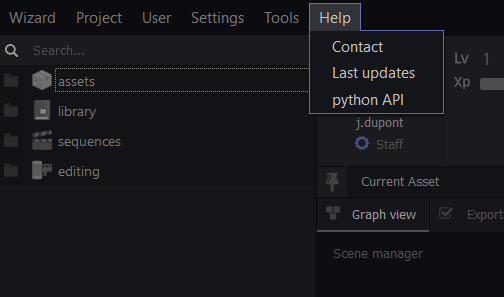 Wizard Project User Settings Tools Help
Contact
Last updates
python API
Search...
assets
library
sequences
editing
Lv 1
Xp
j.dupont
Staff
Current Asset
Graph view Export
Scene manager